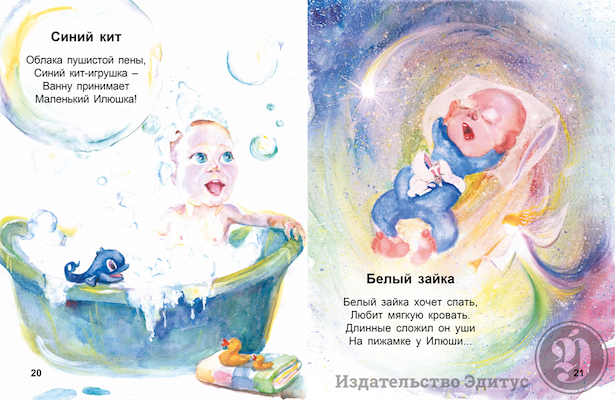 Синий кит
Облака пушистой пены,
Синий кит-игрушка –
Ванну принимает
Маленький Илюшка!
20
Белый зайка
Белый зайка хочет спать,
Любит мягкую кровать.
Длинные сложил он уши
На пижамке у Илюши...
21
Издательство Эдитус